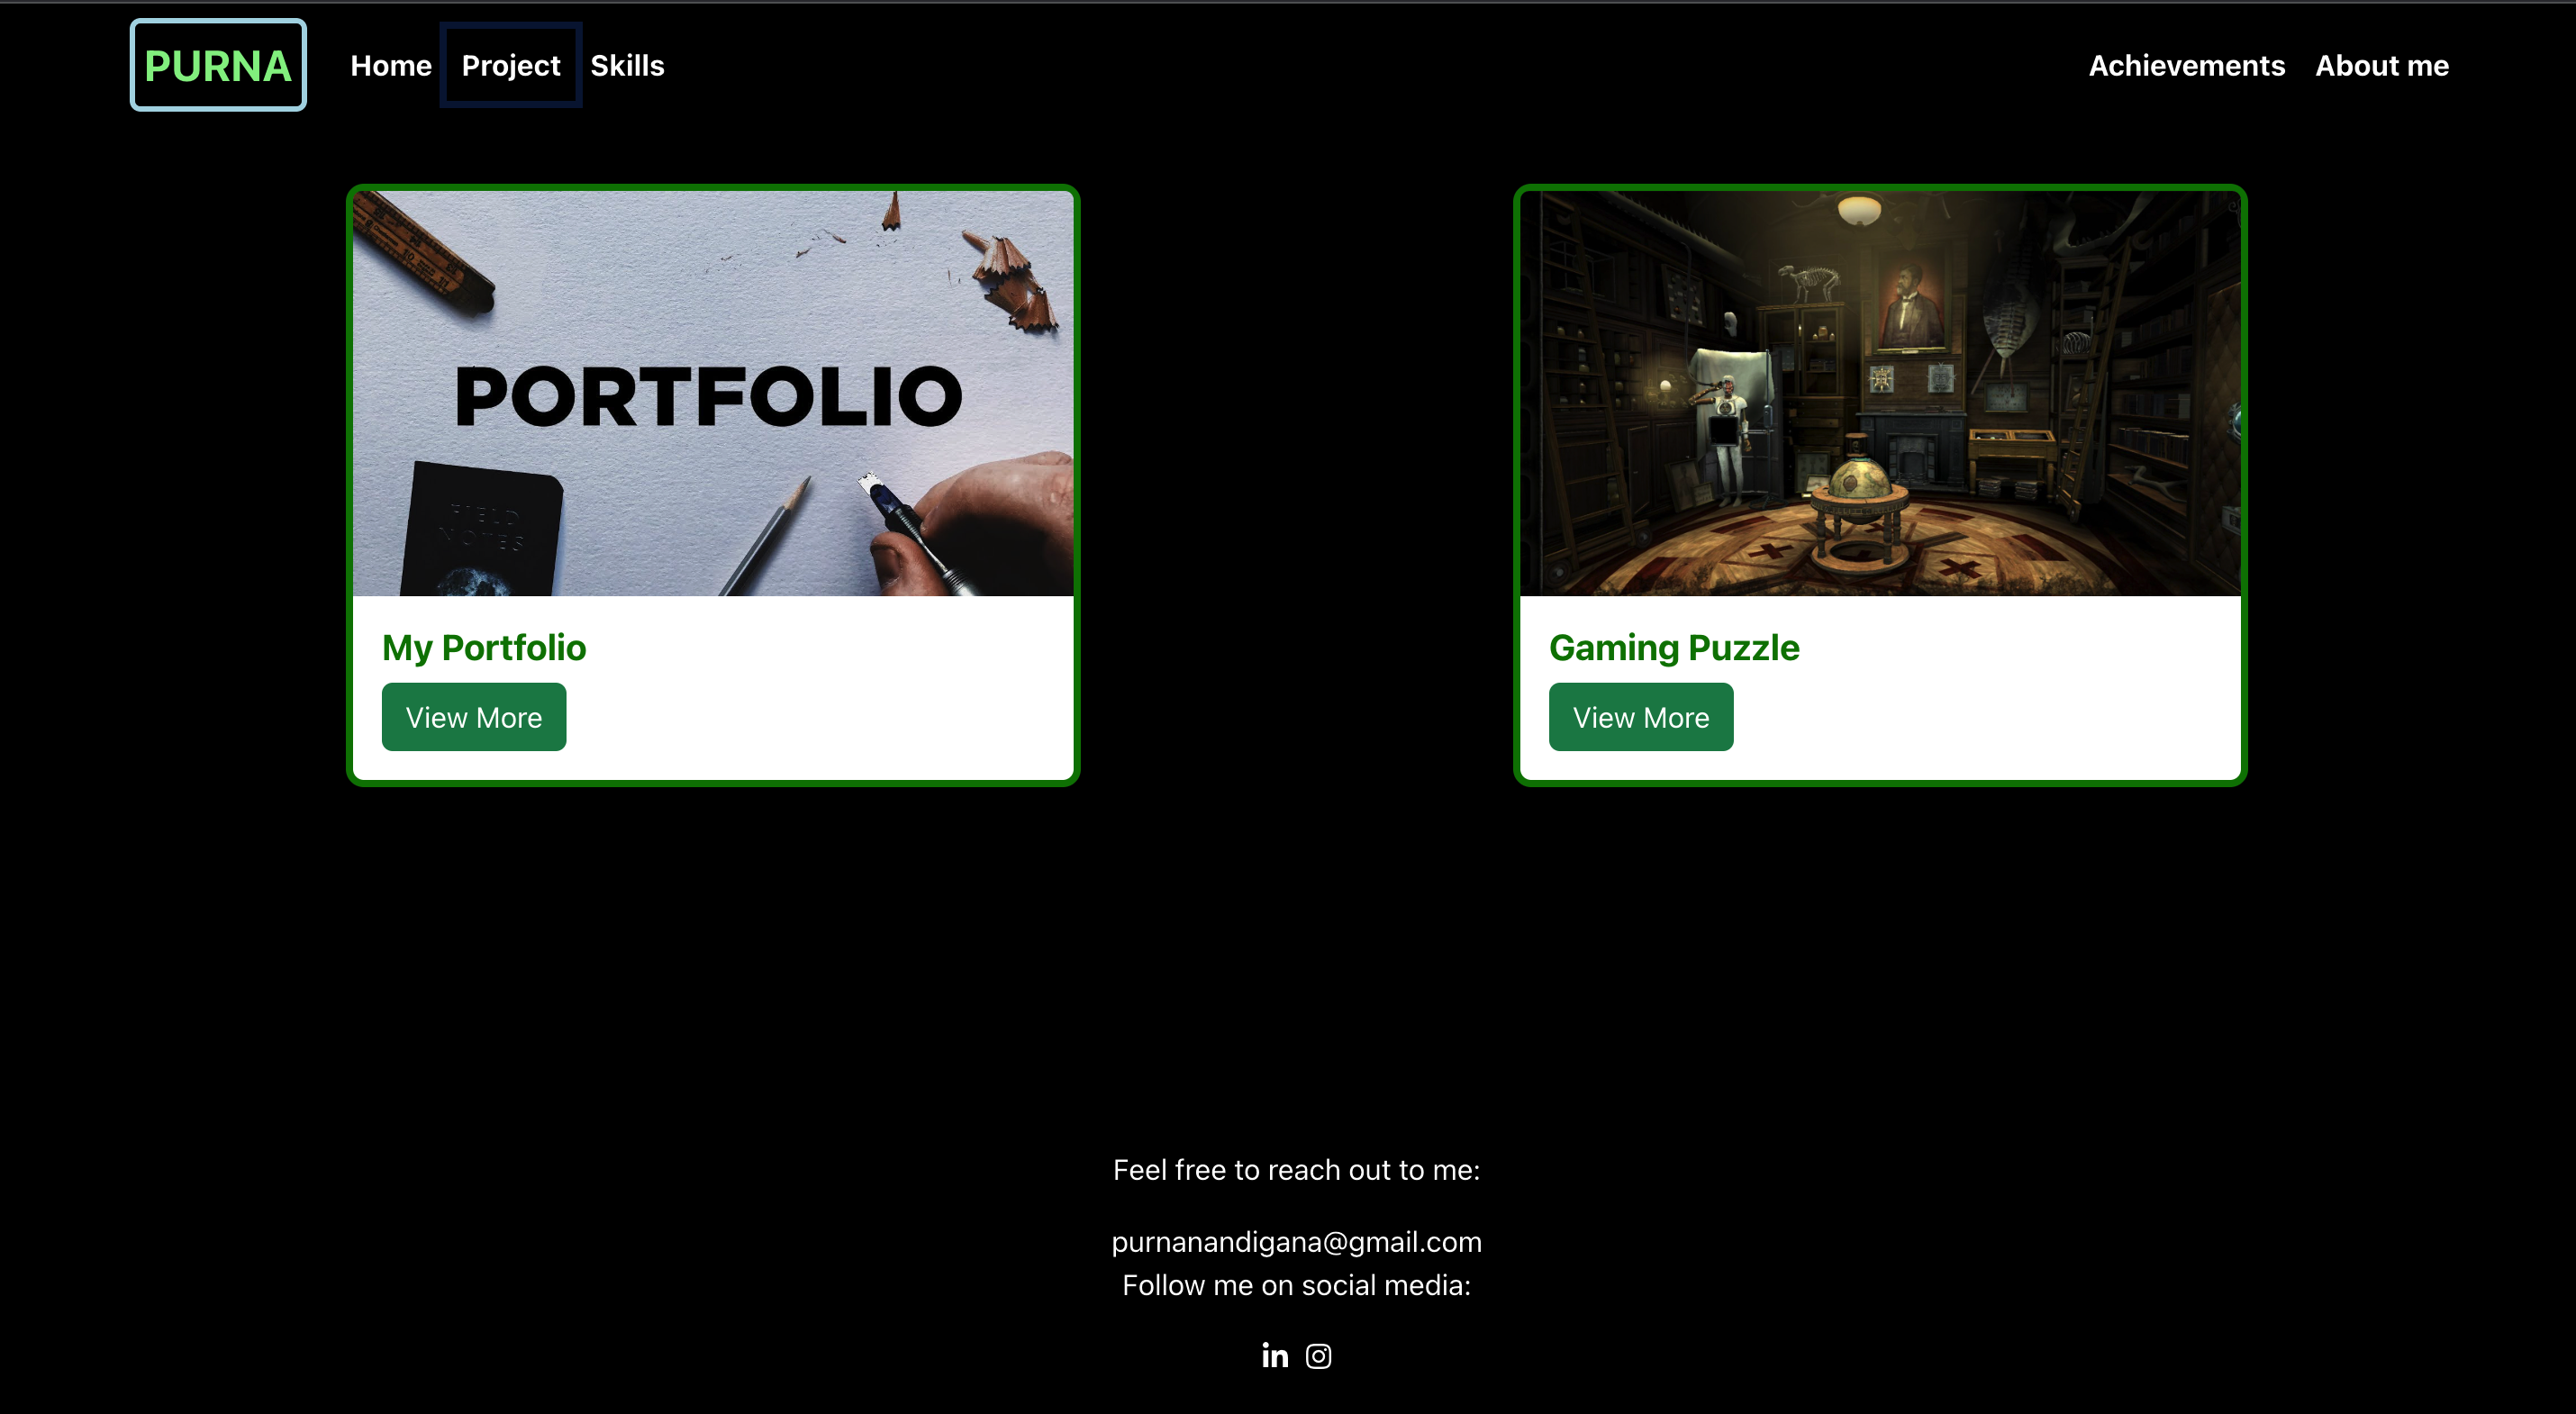 PURNA Home Project Skills Achievements About me
PORTFOLIO
FIELD
NOTES
My Portfolio
View More
Gaming Puzzle
View More
Feel free to reach out to me:
purnanandigana@gmail.com
Follow me on social media:
in